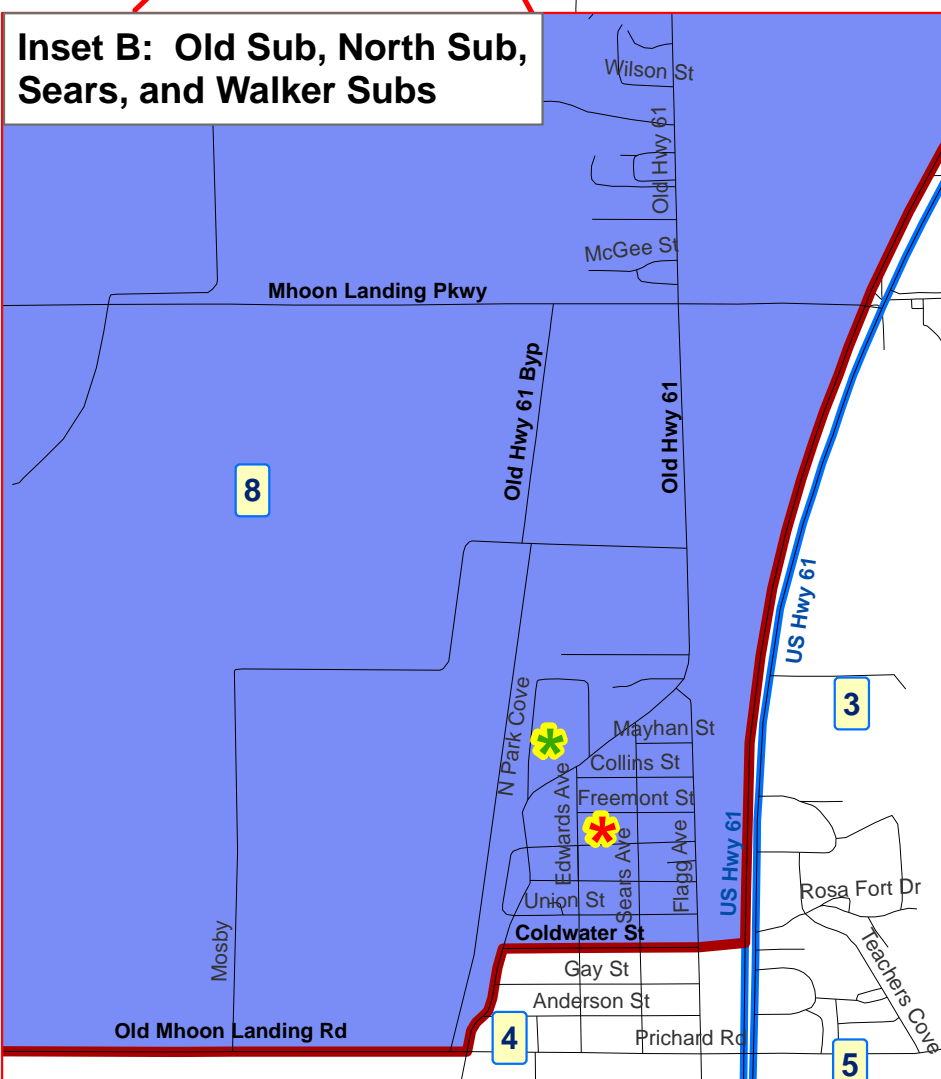 Inset B: Old Sub, North Sub,
Sears, and Walker Subs
Wilson St
Old Hwy 61
McGee St
Mhoon Landing Pkwy
Old Hwy 61 Byp
Old Hwy 61
8
US Hwy 61
3
N Park Cove
Mayhan St
Collins St
Edwards Ave
Freemont St
Sears Ave
Flagg Ave
US Hwy 61
Rosa Fort Dr
Union St
Coldwater St
Mosby
Gay St
Teachers Cove
Anderson St
Old Mhoon Landing Rd
4
Prichard Rd
5